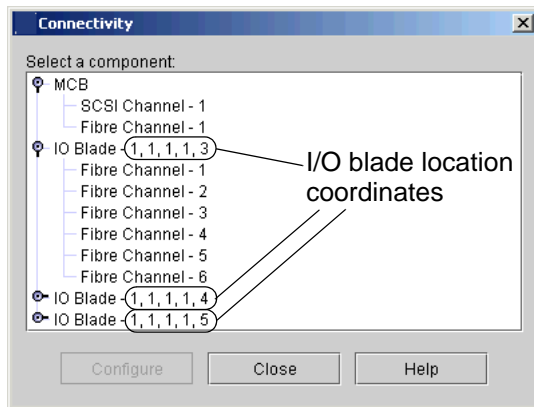 Connectivity
Select a component:
MCB
SCSI Channel - 1
Fibre Channel - 1
IO Blade - 1, 1, 1, 1, 3
I/O blade location
coordinates
Fibre Channel - 1
Fibre Channel - 2
Fibre Channel - 3
Fibre Channel - 4
Fibre Channel - 5
Fibre Channel - 6
IO Blade - 1, 1, 1, 1, 4
IO Blade - 1, 1, 1, 1, 5
Configure Close Help